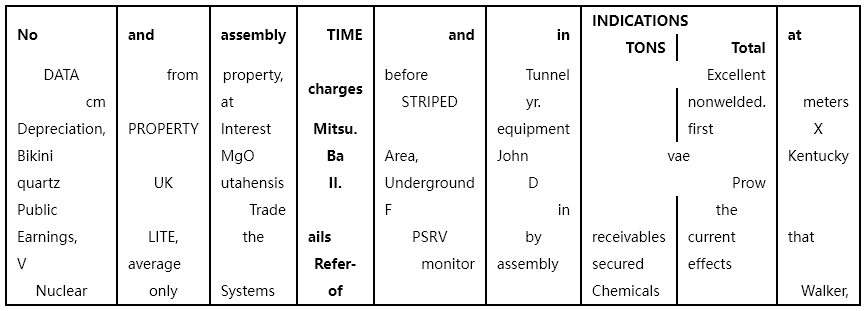 INDICATIONS
No and assembly TIME and in at
TONS Total
DATA from property, before Tunnel Excellent
charges
cm at STRIPED yr. nonwelded. meters
Depreciation, PROPERTY Interest Mitsu. equipment first X
Bikini MgO Ba Area, John vae Kentucky
quartz UK utahensis II. Underground D Prow
Public Trade F in the
Earnings, LITE, the ails PSRV by receivables current that
V average Refer- monitor assembly secured effects
Nuclear only Systems of Chemicals Walker,